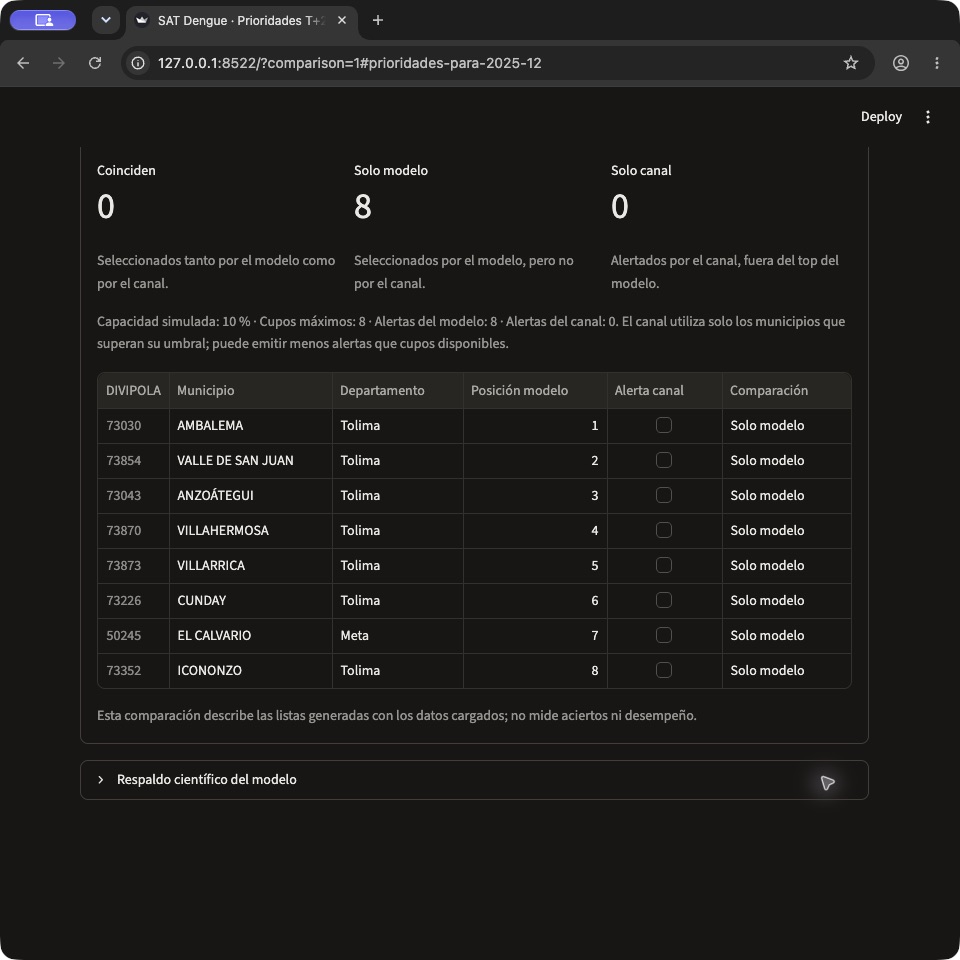 SAT Dengue · Prioridades T+
127.0.0.1:8522/?comparison=1#prioridades-para-2025-12
Deploy
Coinciden Solo modelo Solo canal
0 8 0
Seleccionados tanto por el modelo como Seleccionados por el modelo, pero no Alertados por el canal, fuera del top del
por el canal. por el canal. modelo.
Capacidad simulada: 10 % · Cupos máximos: 8 · Alertas del modelo: 8 · Alertas del canal: 0. El canal utiliza solo los municipios que
superan su umbral; puede emitir menos alertas que cupos disponibles.
DIVIPOLA Municipio Departamento Posición modelo Alerta canal Comparación
73030 AMBALEMA Tolima 1 Solo modelo
73854 VALLE DE SAN JUAN Tolima 2 Solo modelo
73043 ANZOÁTEGUI Tolima 3 Solo modelo
73870 VILLAHERMOSA Tolima 4 Solo modelo
73873 VILLARRICA Tolima 5 Solo modelo
73226 CUNDAY Tolima 6 Solo modelo
50245 EL CALVARIO Meta 7 Solo modelo
73352 ICONONZO Tolima 8 Solo modelo
Esta comparación describe las listas generadas con los datos cargados; no mide aciertos ni desempeño.
Respaldo científico del modelo